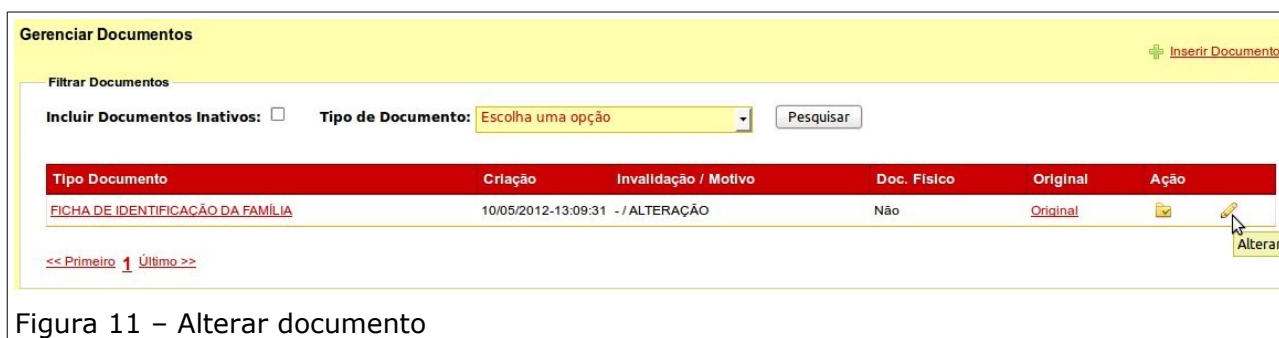 Gerenciar Documentos
Inserir Documento
Filtrar Documentos
Incluir Documentos Inativos: Tipo de Documento: Escolha uma opção Pesquisar
Tipo Documento Criação Invalidação / Motivo Doc. Físico Original Ação
FICHA DE IDENTIFICAÇÃO DA FAMÍLIA 10/05/2012-13:09:31 - / ALTERAÇÃO Não Original
Alterar
<< Primeiro 1 Último >>
Figura 11 – Alterar documento